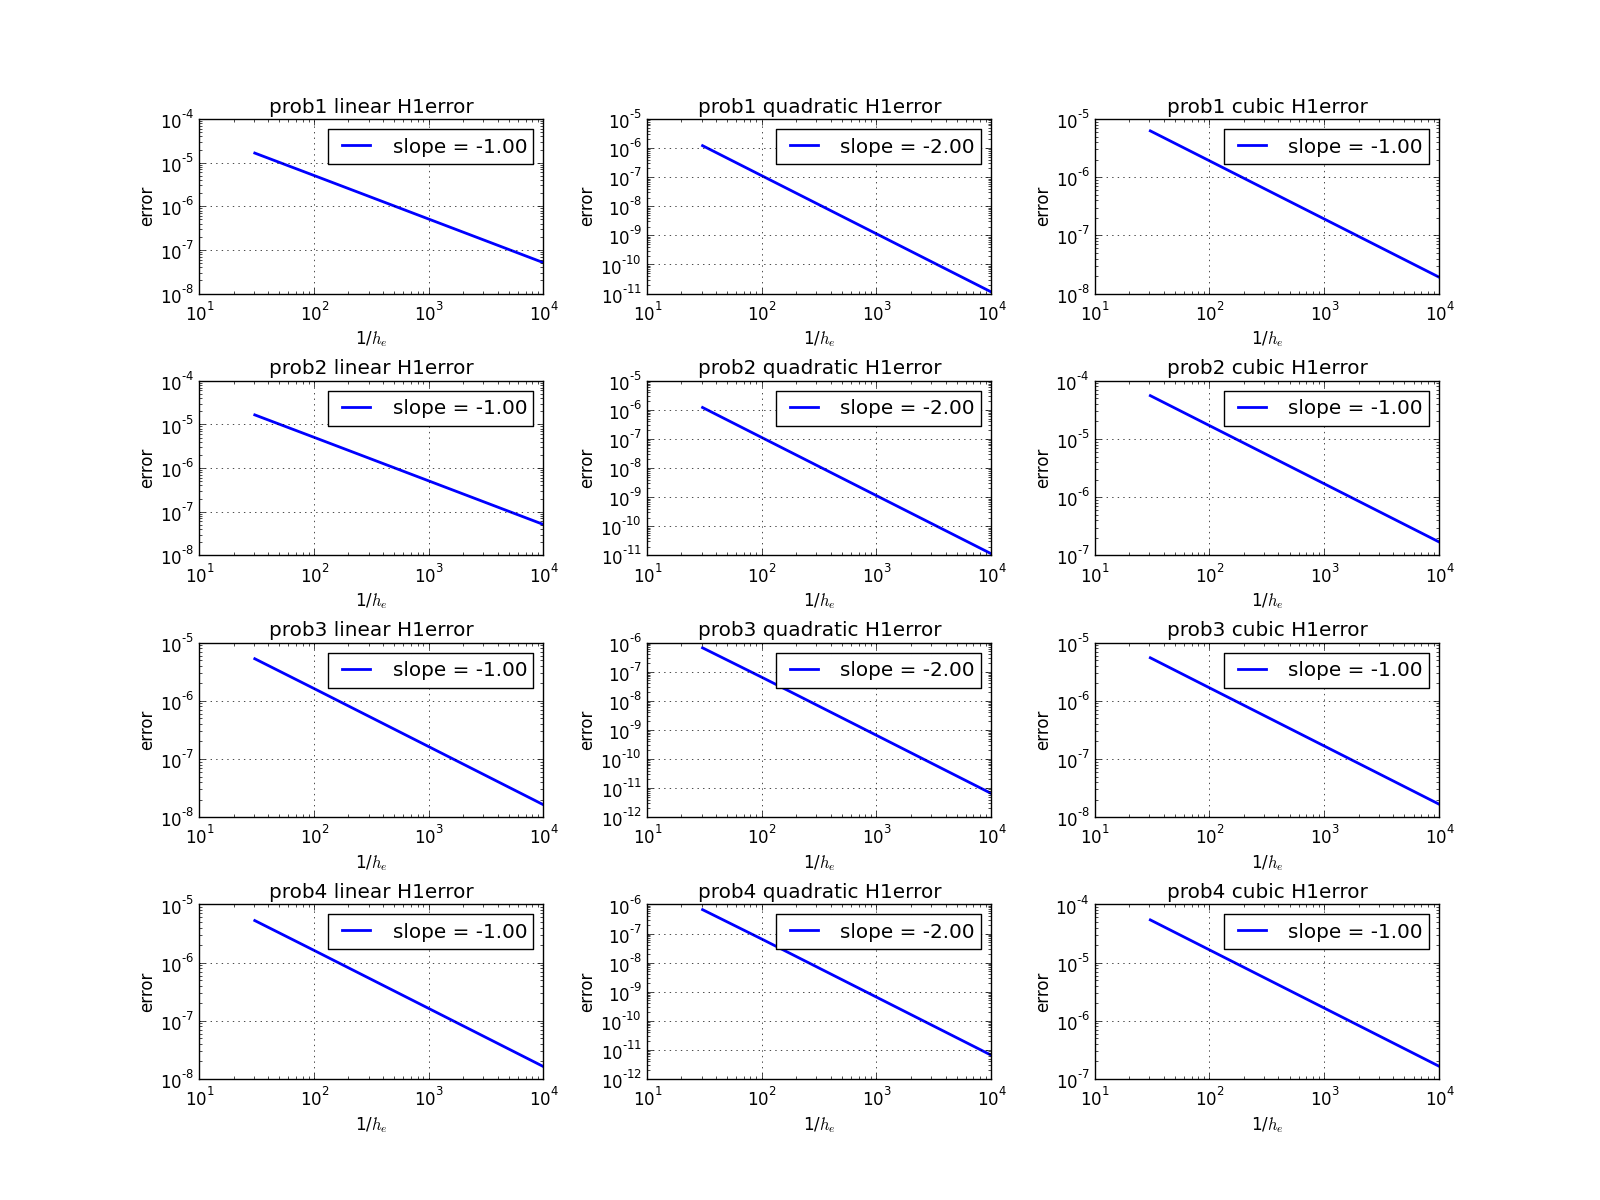 prob1 linear H1error
slope = -1.00
error
10^-4
10^-5
10^-6
10^-7
10^-8
10^1 10^2 10^3 10^4
1/h_e
prob1 quadratic H1error
slope = -2.00
error
10^-5
10^-6
10^-7
10^-8
10^-9
10^-10
10^-11
10^1 10^2 10^3 10^4
1/h_e
prob1 cubic H1error
slope = -1.00
error
10^-5
10^-6
10^-7
10^-8
10^1 10^2 10^3 10^4
1/h_e
prob2 linear H1error
slope = -1.00
error
10^-4
10^-5
10^-6
10^-7
10^-8
10^1 10^2 10^3 10^4
1/h_e
prob2 quadratic H1error
slope = -2.00
error
10^-5
10^-6
10^-7
10^-8
10^-9
10^-10
10^-11
10^1 10^2 10^3 10^4
1/h_e
prob2 cubic H1error
slope = -1.00
error
10^-4
10^-5
10^-6
10^-7
10^1 10^2 10^3 10^4
1/h_e
prob3 linear H1error
slope = -1.00
error
10^-5
10^-6
10^-7
10^-8
10^1 10^2 10^3 10^4
1/h_e
prob3 quadratic H1error
slope = -2.00
error
10^-6
10^-7
10^-8
10^-9
10^-10
10^-11
10^-12
10^1 10^2 10^3 10^4
1/h_e
prob3 cubic H1error
slope = -1.00
error
10^-5
10^-6
10^-7
10^-8
10^1 10^2 10^3 10^4
1/h_e
prob4 linear H1error
slope = -1.00
error
10^-5
10^-6
10^-7
10^-8
10^1 10^2 10^3 10^4
1/h_e
prob4 quadratic H1error
slope = -2.00
error
10^-6
10^-7
10^-8
10^-9
10^-10
10^-11
10^-12
10^1 10^2 10^3 10^4
1/h_e
prob4 cubic H1error
slope = -1.00
error
10^-4
10^-5
10^-6
10^-7
10^1 10^2 10^3 10^4
1/h_e